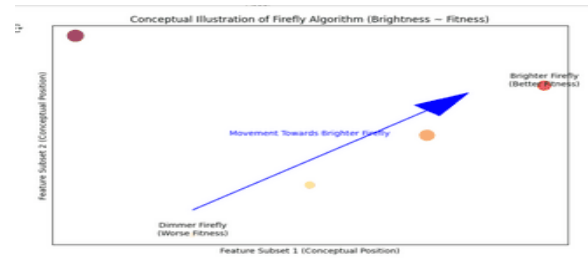 Conceptual Illustration of Firefly Algorithm (Brightness ~ Fitness)
Brighter Firefly
(Better Fitness)
Movement Towards Brighter Firefly
Dimmer Firefly
(Worse Fitness)
Feature Subset 2 (Conceptual Position)
Feature Subset 1 (Conceptual Position)